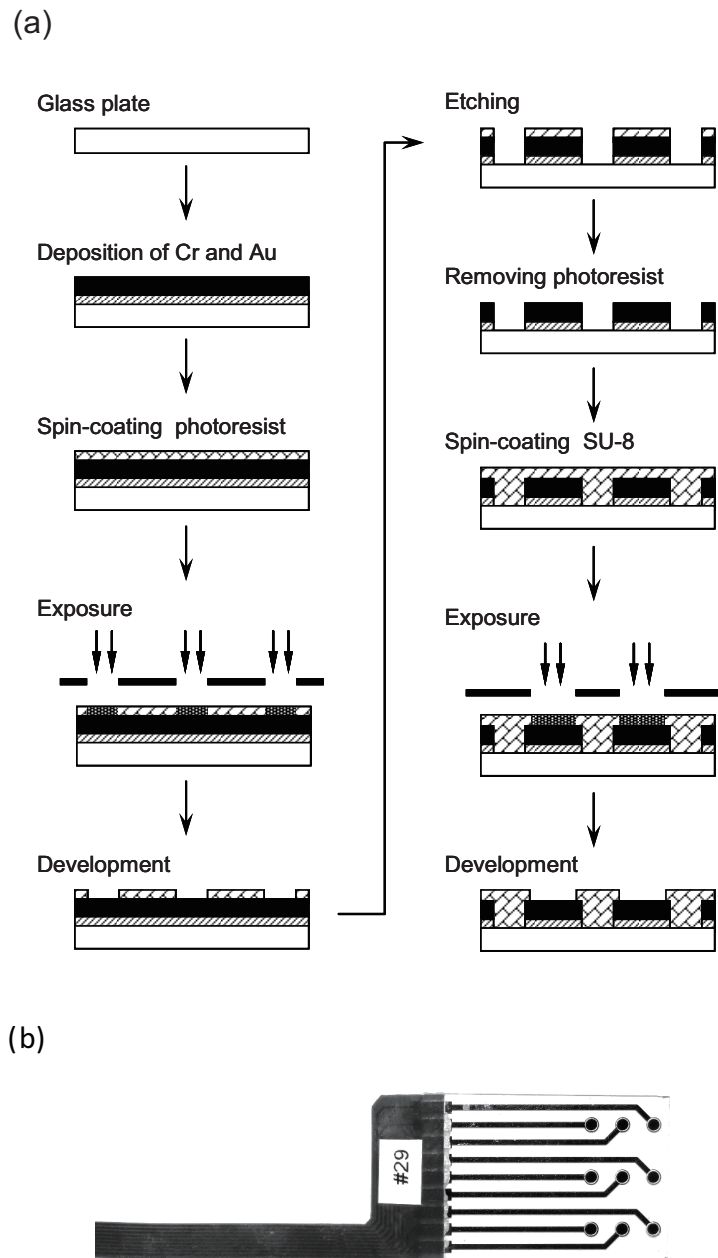 (a)
Glass plate
Deposition of Cr and Au
Spin-coating photoresist
Exposure
Development
Etching
Removing photoresist
Spin-coating SU-8
Exposure
Development
(b)
#29